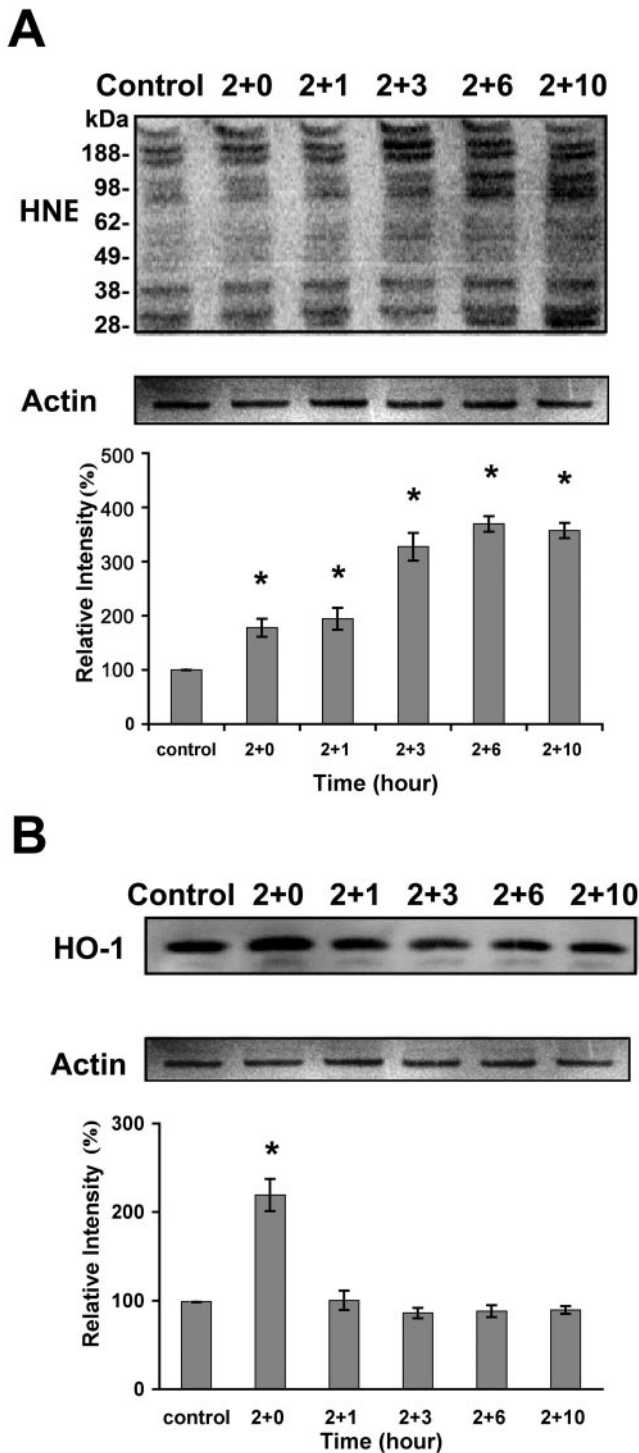 A
Control 2+0 2+1 2+3 2+6 2+10
kDa
188-
98-
HNE
62-
49-
38-
28-
Actin
500
400
300
200
100
0
Relative Intensity (%)
* * * * *
control 2+0 2+1 2+3 2+6 2+10
Time (hour)
B
Control 2+0 2+1 2+3 2+6 2+10
HO-1
Actin
300
200
100
0
Relative Intensity (%)
*
control 2+0 2+1 2+3 2+6 2+10
Time (hour)